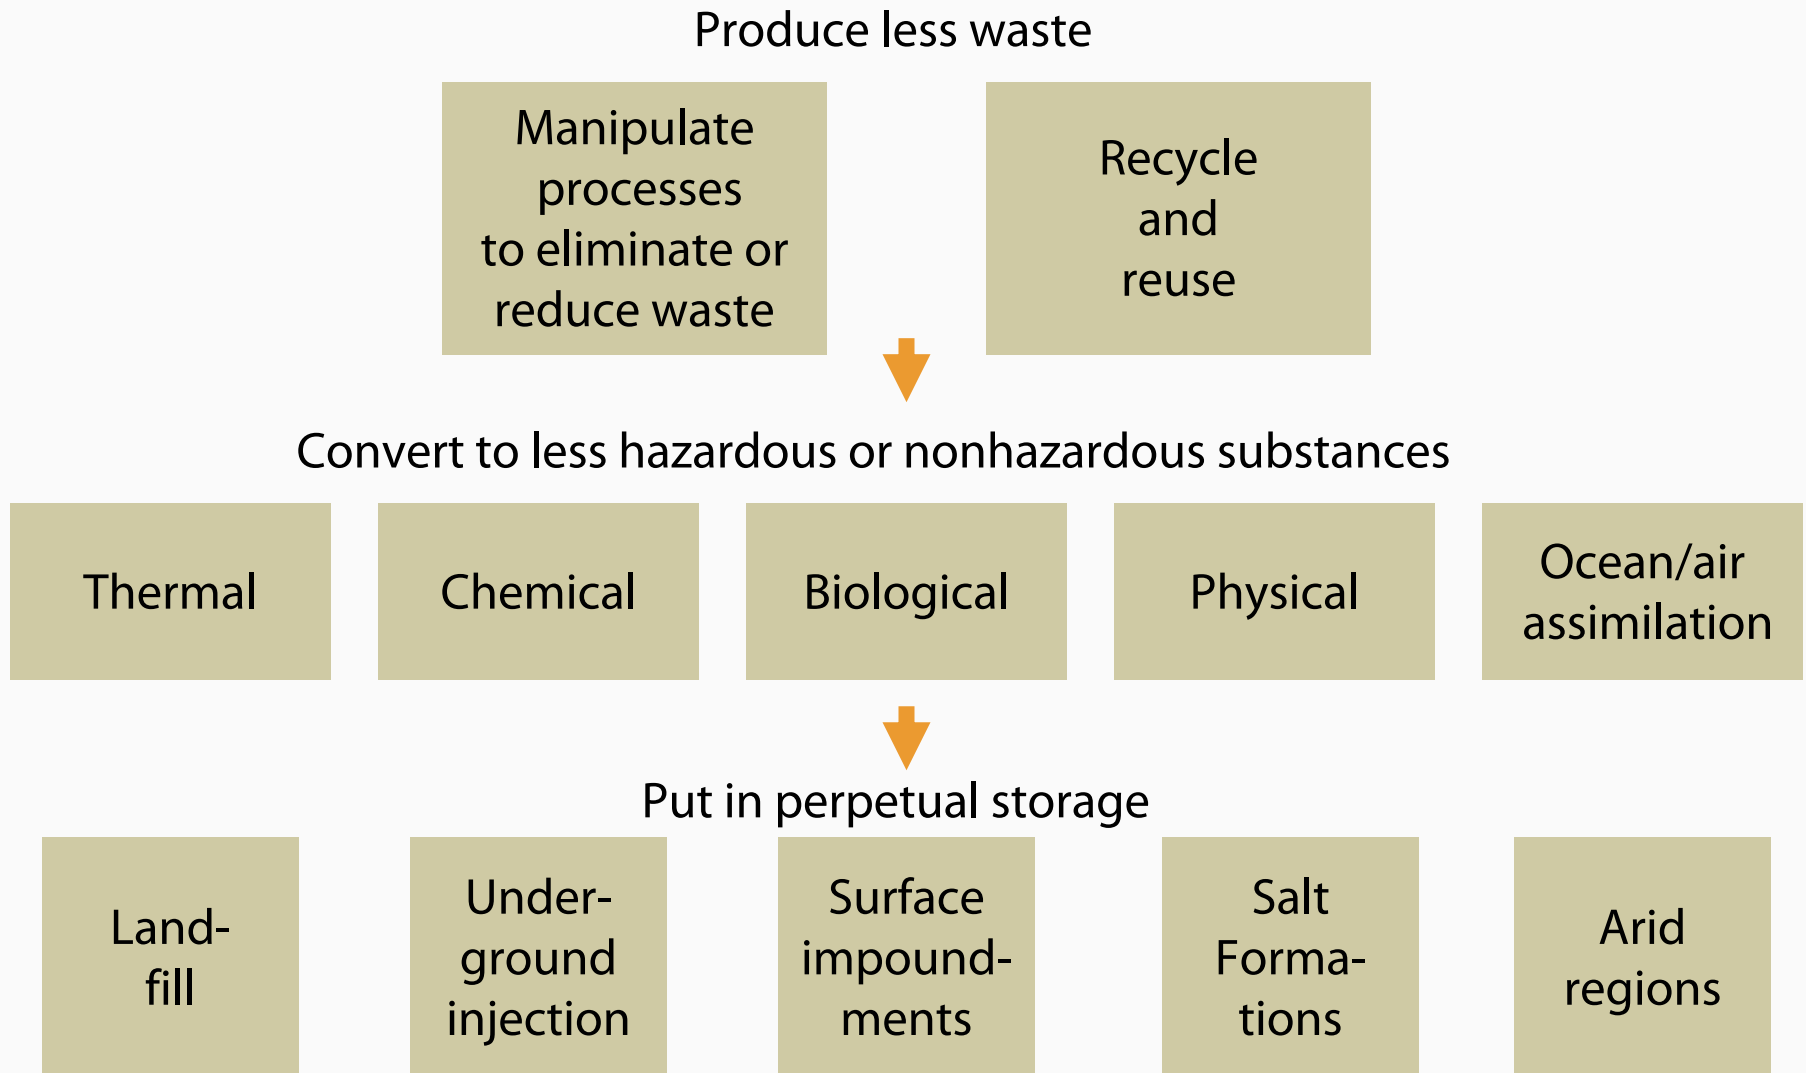 Produce less waste
Manipulate
processes
to eliminate or
reduce waste
Recycle
and
reuse
Convert to less hazardous or nonhazardous substances
Thermal
Chemical
Biological
Physical
Ocean/air
assimilation
Put in perpetual storage
Land-
fill
Under-
ground
injection
Surface
impound-
ments
Salt
Forma-
tions
Arid
regions